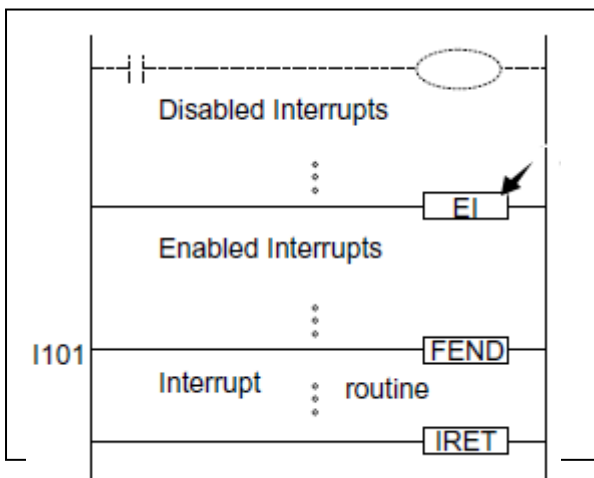 Disabled Interrupts
EI
Enabled Interrupts
FEND
I101
Interrupt routine
IRET